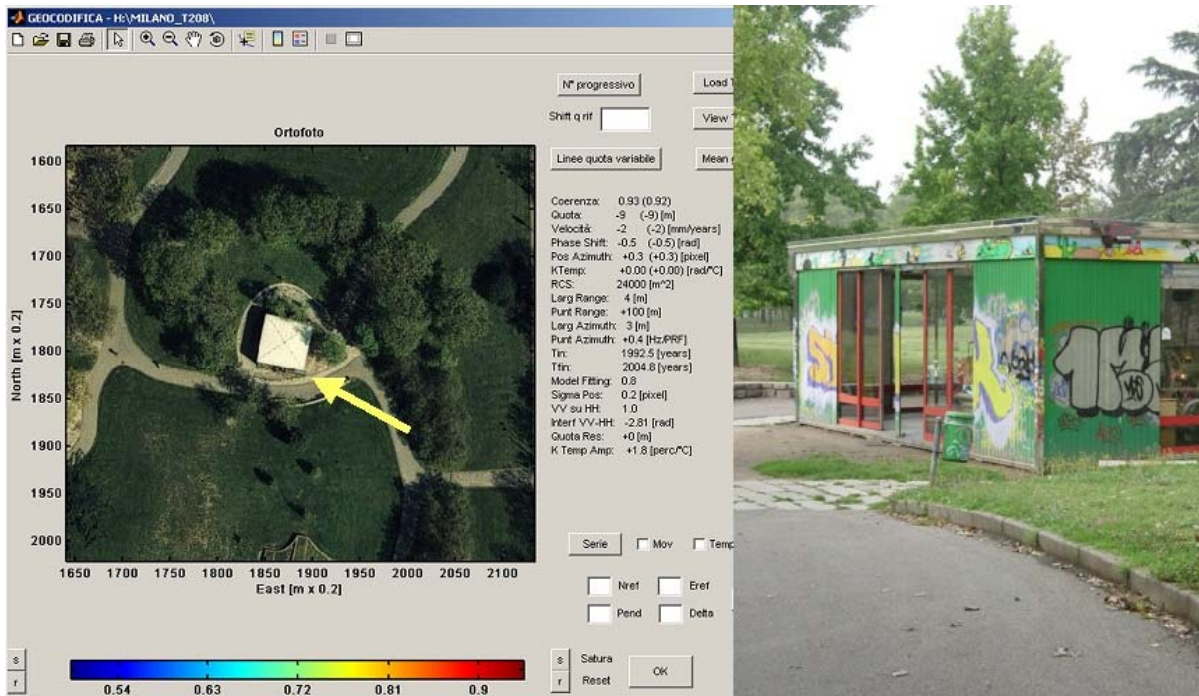 GEOCODIFICA - H:\MILANO_T208\
N° progressivo
Load
Shift q rif
View
Linee quota variabile
Mean
Ortofoto
1600
1650
1700
1750
1800
1850
1900
1950
2000
North [m x 0.2]
1650 1700 1750 1800 1850 1900 1950 2000 2050 2100
East [m x 0.2]
Coerenza: 0.93 (0.92)
Quota: -9 (-9) [m]
Velocità: -2 (-2) [mm/years]
Phase Shift: -0.5 (-0.5) [rad]
Pos Azimuth: +0.3 (+0.3) [pixel]
KTemp: +0.00 (+0.00) [rad/°C]
RCS: 24000 [m^2]
Larg Range: 4 [m]
Punt Range: +100 [m]
Larg Azimuth: 3 [m]
Punt Azimuth: +0.4 [Hz/PRF]
Tin: 1992.5 [years]
Tfin: 2004.8 [years]
Model Fitting: 0.8
Sigma Pos: 0.2 [pixel]
VV su HH: 1.0
Interf VV-HH: -2.81 [rad]
Quota Res: +0 [m]
K Temp Amp: +1.8 [perc/°C]
Serie
Mov
Temp
Nref
Eref
Pend
Delta
s
r
0.54 0.63 0.72 0.81 0.9
s
r
Satura
Reset
OK